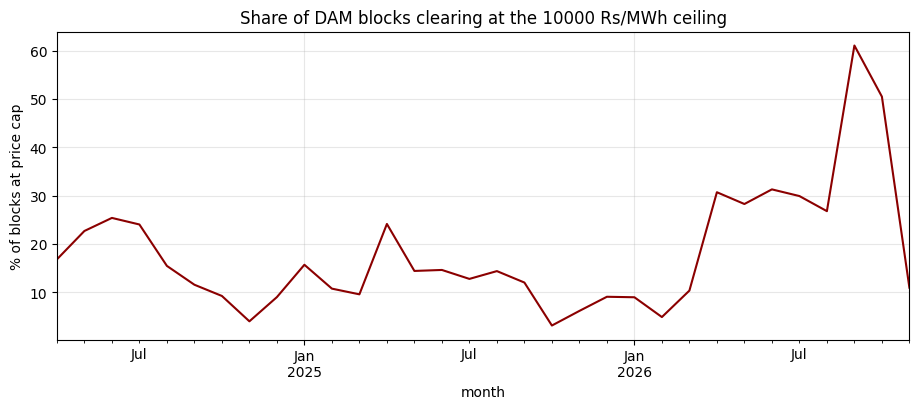 Share of DAM blocks clearing at the 10000 Rs/MWh ceiling
% of blocks at price cap
60
50
40
30
20
10
Jul
Jan
2025
Jul
Jan
2026
Jul
month